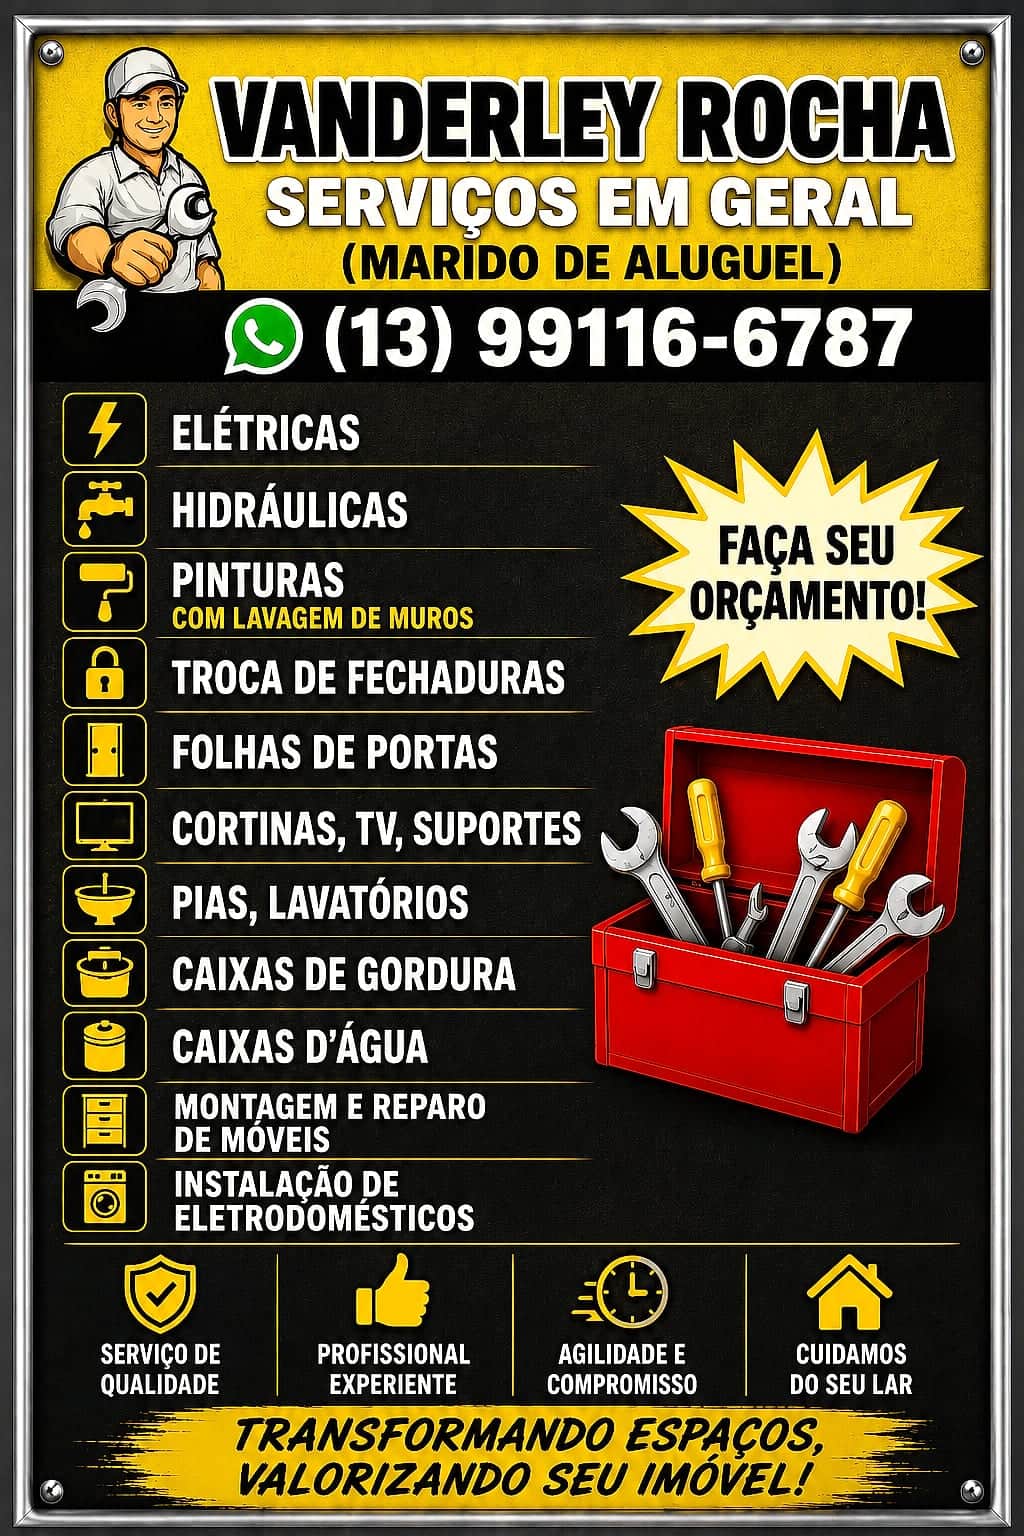 VANDERLEY ROCHA
SERVIÇOS EM GERAL
(MARIDO DE ALUGUEL)
(13) 99116-6787
ELÉTRICAS
HIDRÁULICAS
PINTURAS
COM LAVAGEM DE MUROS
TROCA DE FECHADURAS
FOLHAS DE PORTAS
CORTINAS, TV, SUPORTES
PIAS, LAVATÓRIOS
CAIXAS DE GORDURA
CAIXAS D'ÁGUA
MONTAGEM E REPARO
DE MÓVEIS
INSTALAÇÃO DE
ELETRODOMÉSTICOS
FAÇA SEU
ORÇAMENTO!
SERVIÇO DE
QUALIDADE
PROFISSIONAL
EXPERIENTE
AGILIDADE E
COMPROMISSO
CUIDAMOS
DO SEU LAR
TRANSFORMANDO ESPAÇOS,
VALORIZANDO SEU IMÓVEL!